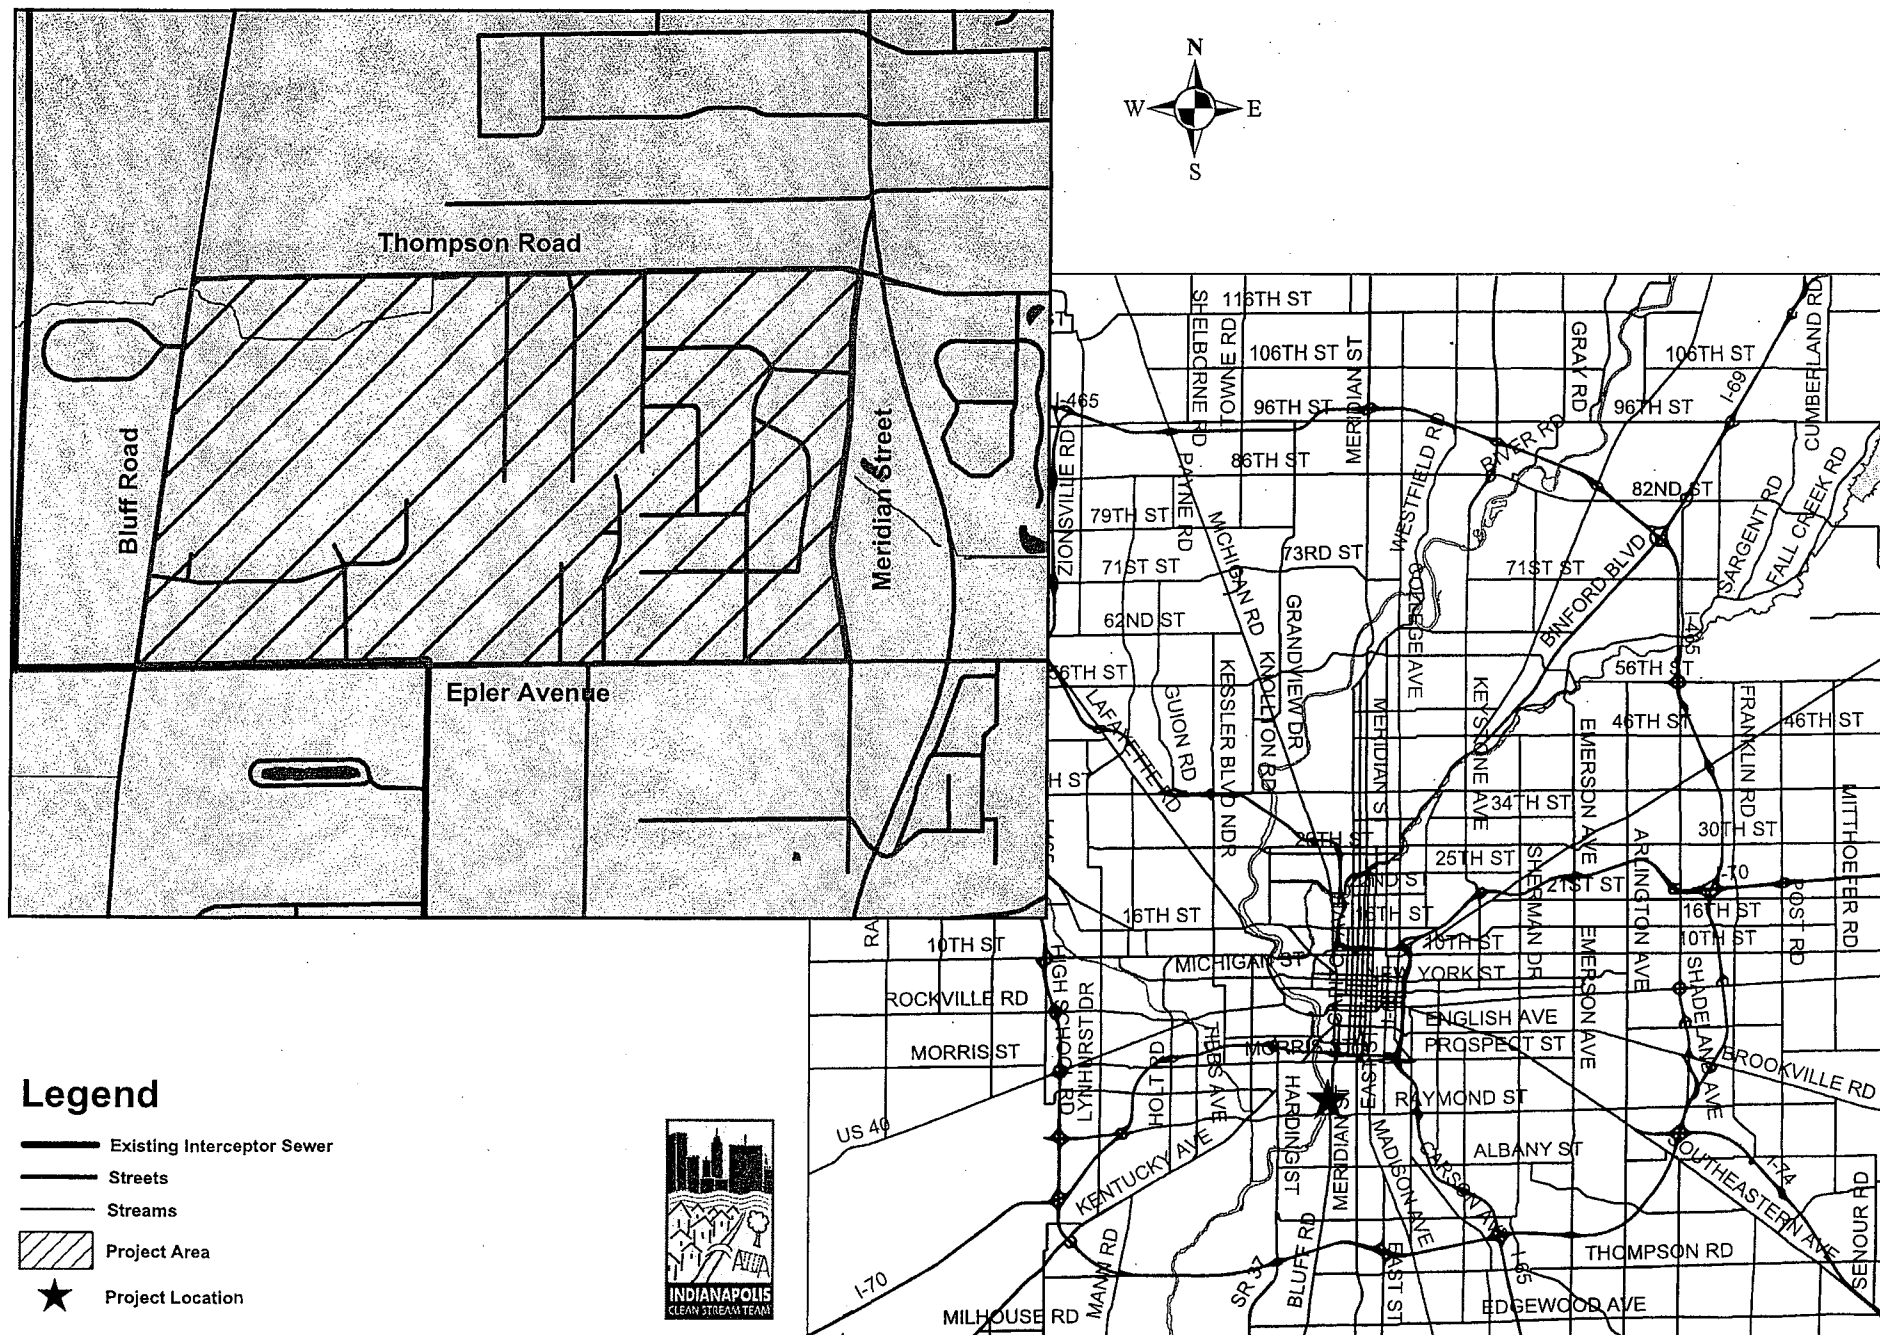 N
W E
S
Thompson Road
Bluff Road
Meridian Street
Epler Avenue
116TH ST
SHELBORNE RD
TOWNE RD
106TH ST
MERIDIAN ST
GRAY RD
106TH ST
I-69
CUMBERLAND RD
I-465
96TH ST
96TH ST
WESTFIELD RD
RIVER RD
ZIONSVILLE RD
PAYNE RD
86TH ST
82ND ST
SARGENT RD
FALL CREEK RD
79TH ST
MICHIGAN RD
73RD ST
71ST ST
71ST ST
COLLEGE AVE
BINFORD BLVD
I-465
62ND ST
GRANDVIEW DR
KNOLLTON RD
KESSLER BLVD NDR
56TH ST
56TH ST
LAFAYETTE RD
GUION RD
MERIDIAN S
KEYSTONE AVE
EMERSON AVE
46TH ST
FRANKLIN RD
46TH ST
H ST
34TH ST
MITTHOEFER RD
30TH ST
25TH ST
SHERMAN DR
ARLINGTON AVE
21ST ST
I-70
POST RD
16TH ST
16TH ST
16TH ST
RA
10TH ST
10TH ST
10TH ST
MICHIGAN ST
NEW YORK ST
EMERSON AVE
SHADELAND AVE
HIGH SCHOOL RD
LYNHURST DR
ROCKVILLE RD
TIBBS AVE
ENGLISH AVE
MORRIS ST
HOLT RD
MORRIS ST
EAST ST
PROSPECT ST
BROOKVILLE RD
HARDING ST
MERIDIAN ST
RAYMOND ST
US 40
KENTUCKY AVE
MADISON AVE
CARSON AVE
ALBANY ST
SOUTHEASTERN AVE
I-74
SENOUR RD
I-70
MANN RD
SR 37
BLUFF RD
EAST ST
I-65
THOMPSON RD
MILHOUSE RD
EDGEWOOD AVE
Legend
Existing Interceptor Sewer
Streets
Streams
Project Area
Project Location
INDIANAPOLIS
CLEAN STREAM TEAM